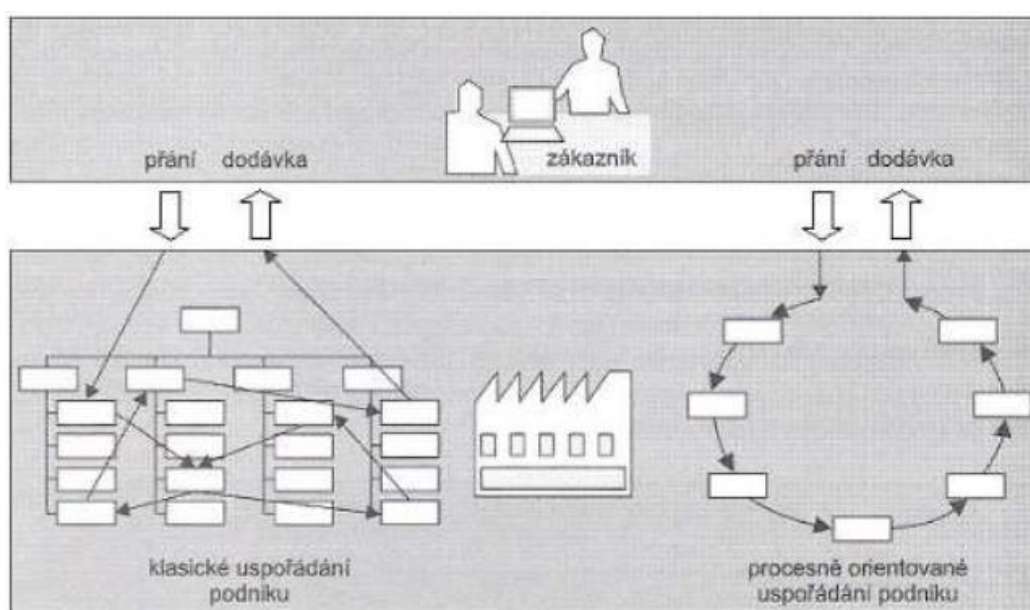 přání dodávka
zákazník
přání dodávka
klasické uspořádání
podniku
procesně orientované
uspořádání podniku